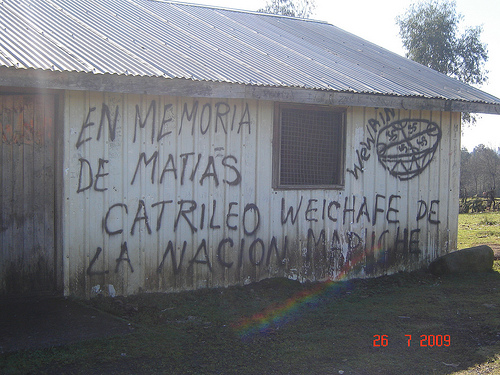 EN MEMORIA
DE MATIAS
CATRILEO WEICHAFE DE
LA NACION MAPUCHE
WEWAIN
26 7 2009